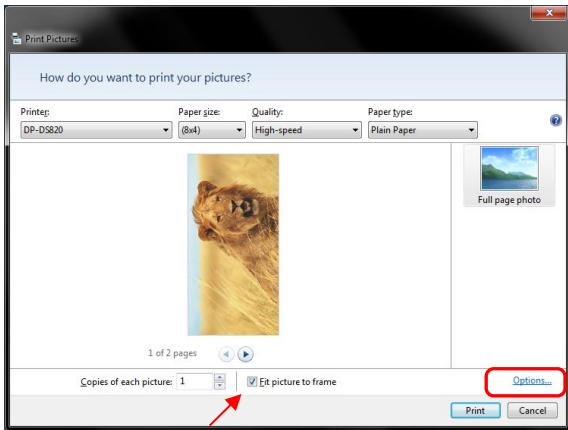 Print Pictures
How do you want to print your pictures?
Printer: Paper size: Quality: Paper type:
DP-DS820 (8x4) High-speed Plain Paper
Full page photo
1 of 2 pages
Copies of each picture: 1 Fit picture to frame Options...
Print Cancel